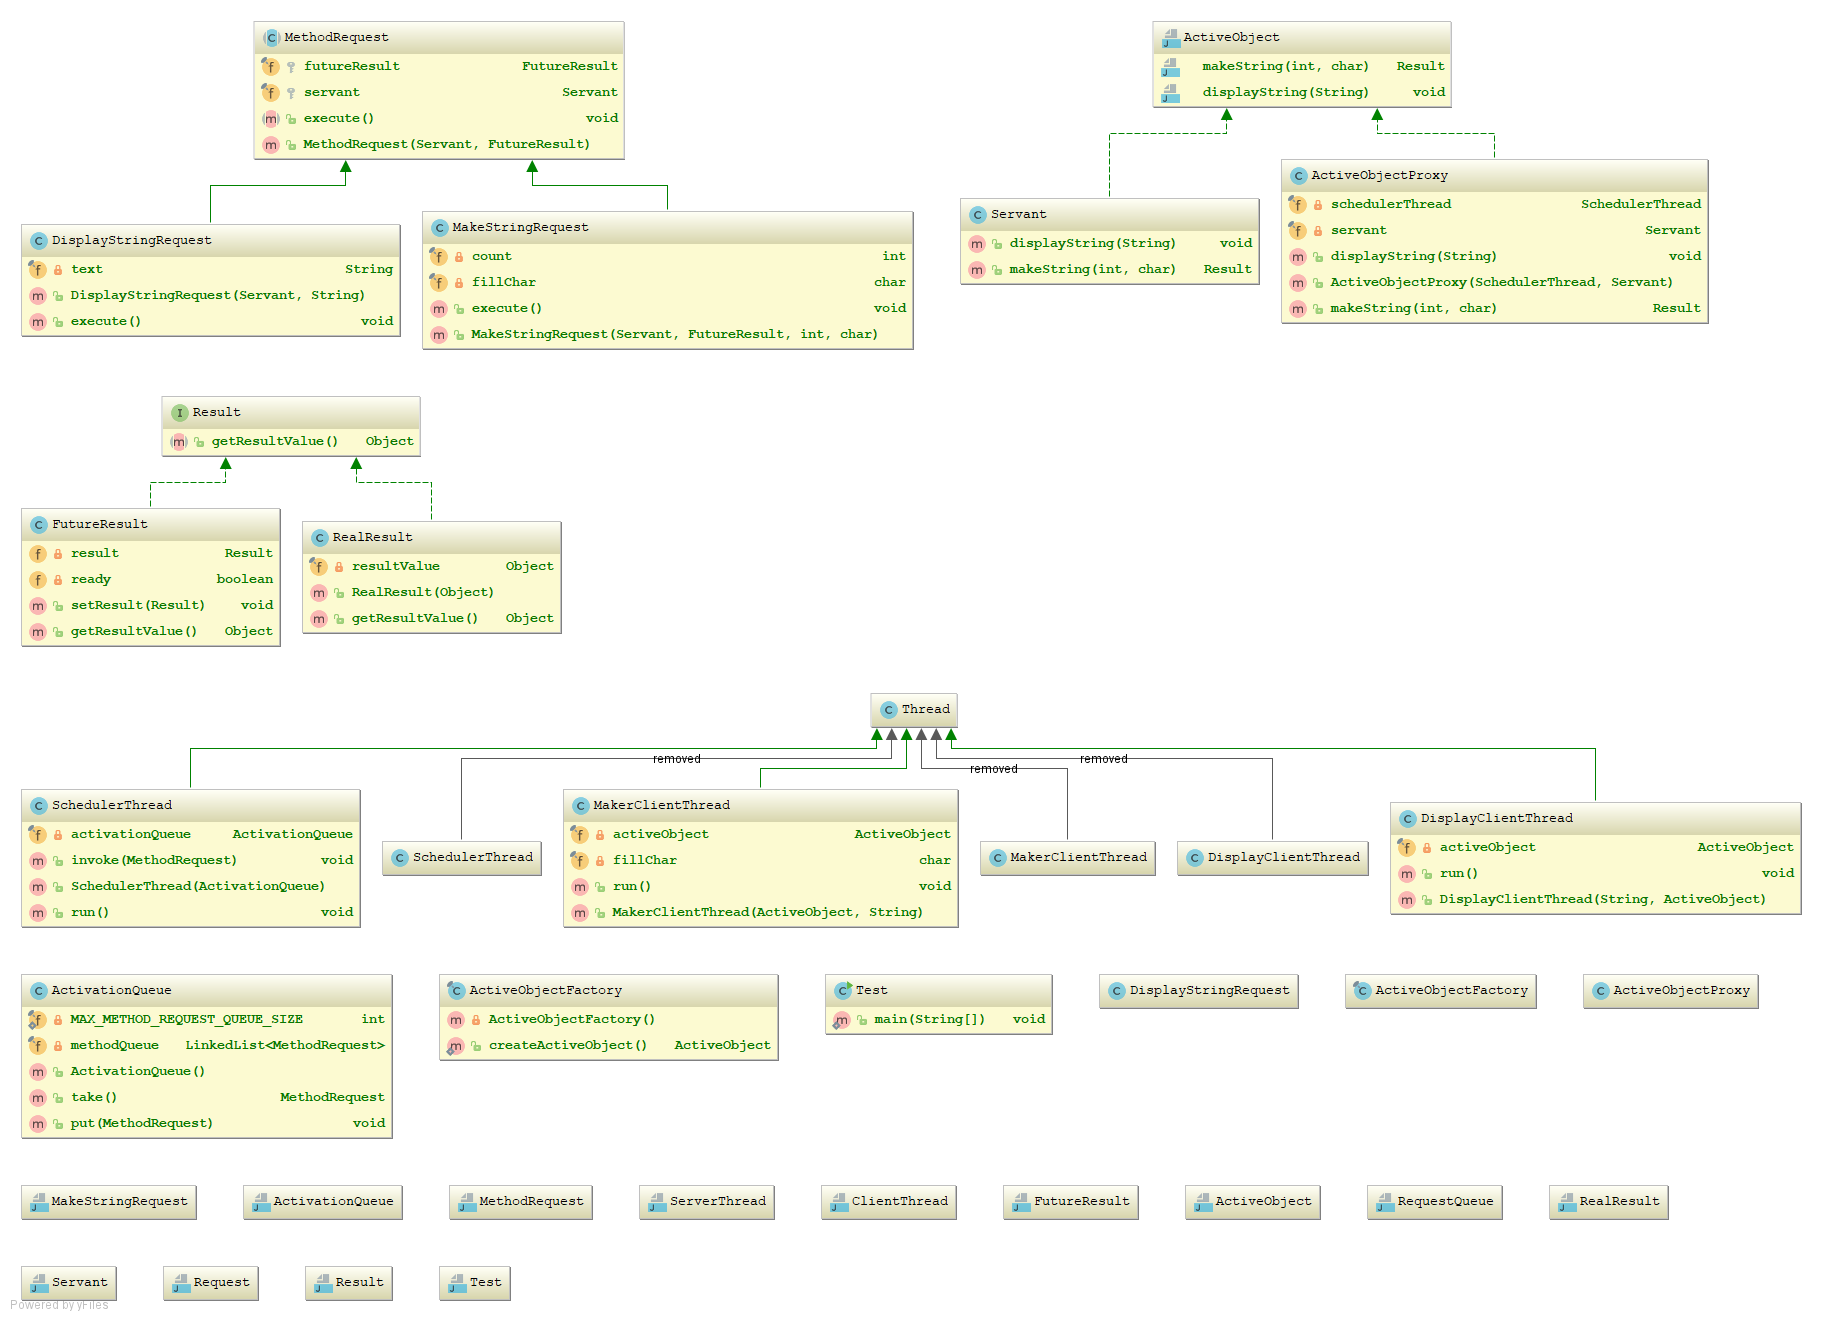 MethodRequest
futureResult FutureResult
servant Servant
execute() void
MethodRequest(Servant, FutureResult)
ActiveObject
makeString(int, char) Result
displayString(String) void
DisplayStringRequest
text String
DisplayStringRequest(Servant, String)
execute() void
MakeStringRequest
count int
fillChar char
execute() void
MakeStringRequest(Servant, FutureResult, int, char)
Servant
displayString(String) void
makeString(int, char) Result
ActiveObjectProxy
schedulerThread SchedulerThread
servant Servant
displayString(String) void
ActiveObjectProxy(SchedulerThread, Servant)
makeString(int, char) Result
Result
getResultValue() Object
FutureResult
result Result
ready boolean
setResult(Result) void
getResultValue() Object
RealResult
resultValue Object
RealResult(Object)
getResultValue() Object
Thread
removed
removed
removed
SchedulerThread
activationQueue ActivationQueue
invoke(MethodRequest) void
SchedulerThread(ActivationQueue)
run() void
SchedulerThread
MakerClientThread
activeObject ActiveObject
fillChar char
run() void
MakerClientThread(ActiveObject, String)
MakerClientThread
DisplayClientThread
DisplayClientThread
activeObject ActiveObject
run() void
DisplayClientThread(String, ActiveObject)
ActivationQueue
MAX_METHOD_REQUEST_QUEUE_SIZE int
methodQueue LinkedList<MethodRequest>
ActivationQueue()
take() MethodRequest
put(MethodRequest) void
ActiveObjectFactory
ActiveObjectFactory()
createActiveObject() ActiveObject
Test
main(String[]) void
DisplayStringRequest
ActiveObjectFactory
ActiveObjectProxy
MakeStringRequest
ActivationQueue
MethodRequest
ServerThread
ClientThread
FutureResult
ActiveObject
RequestQueue
RealResult
Servant
Request
Result
Test
Powered by yFiles